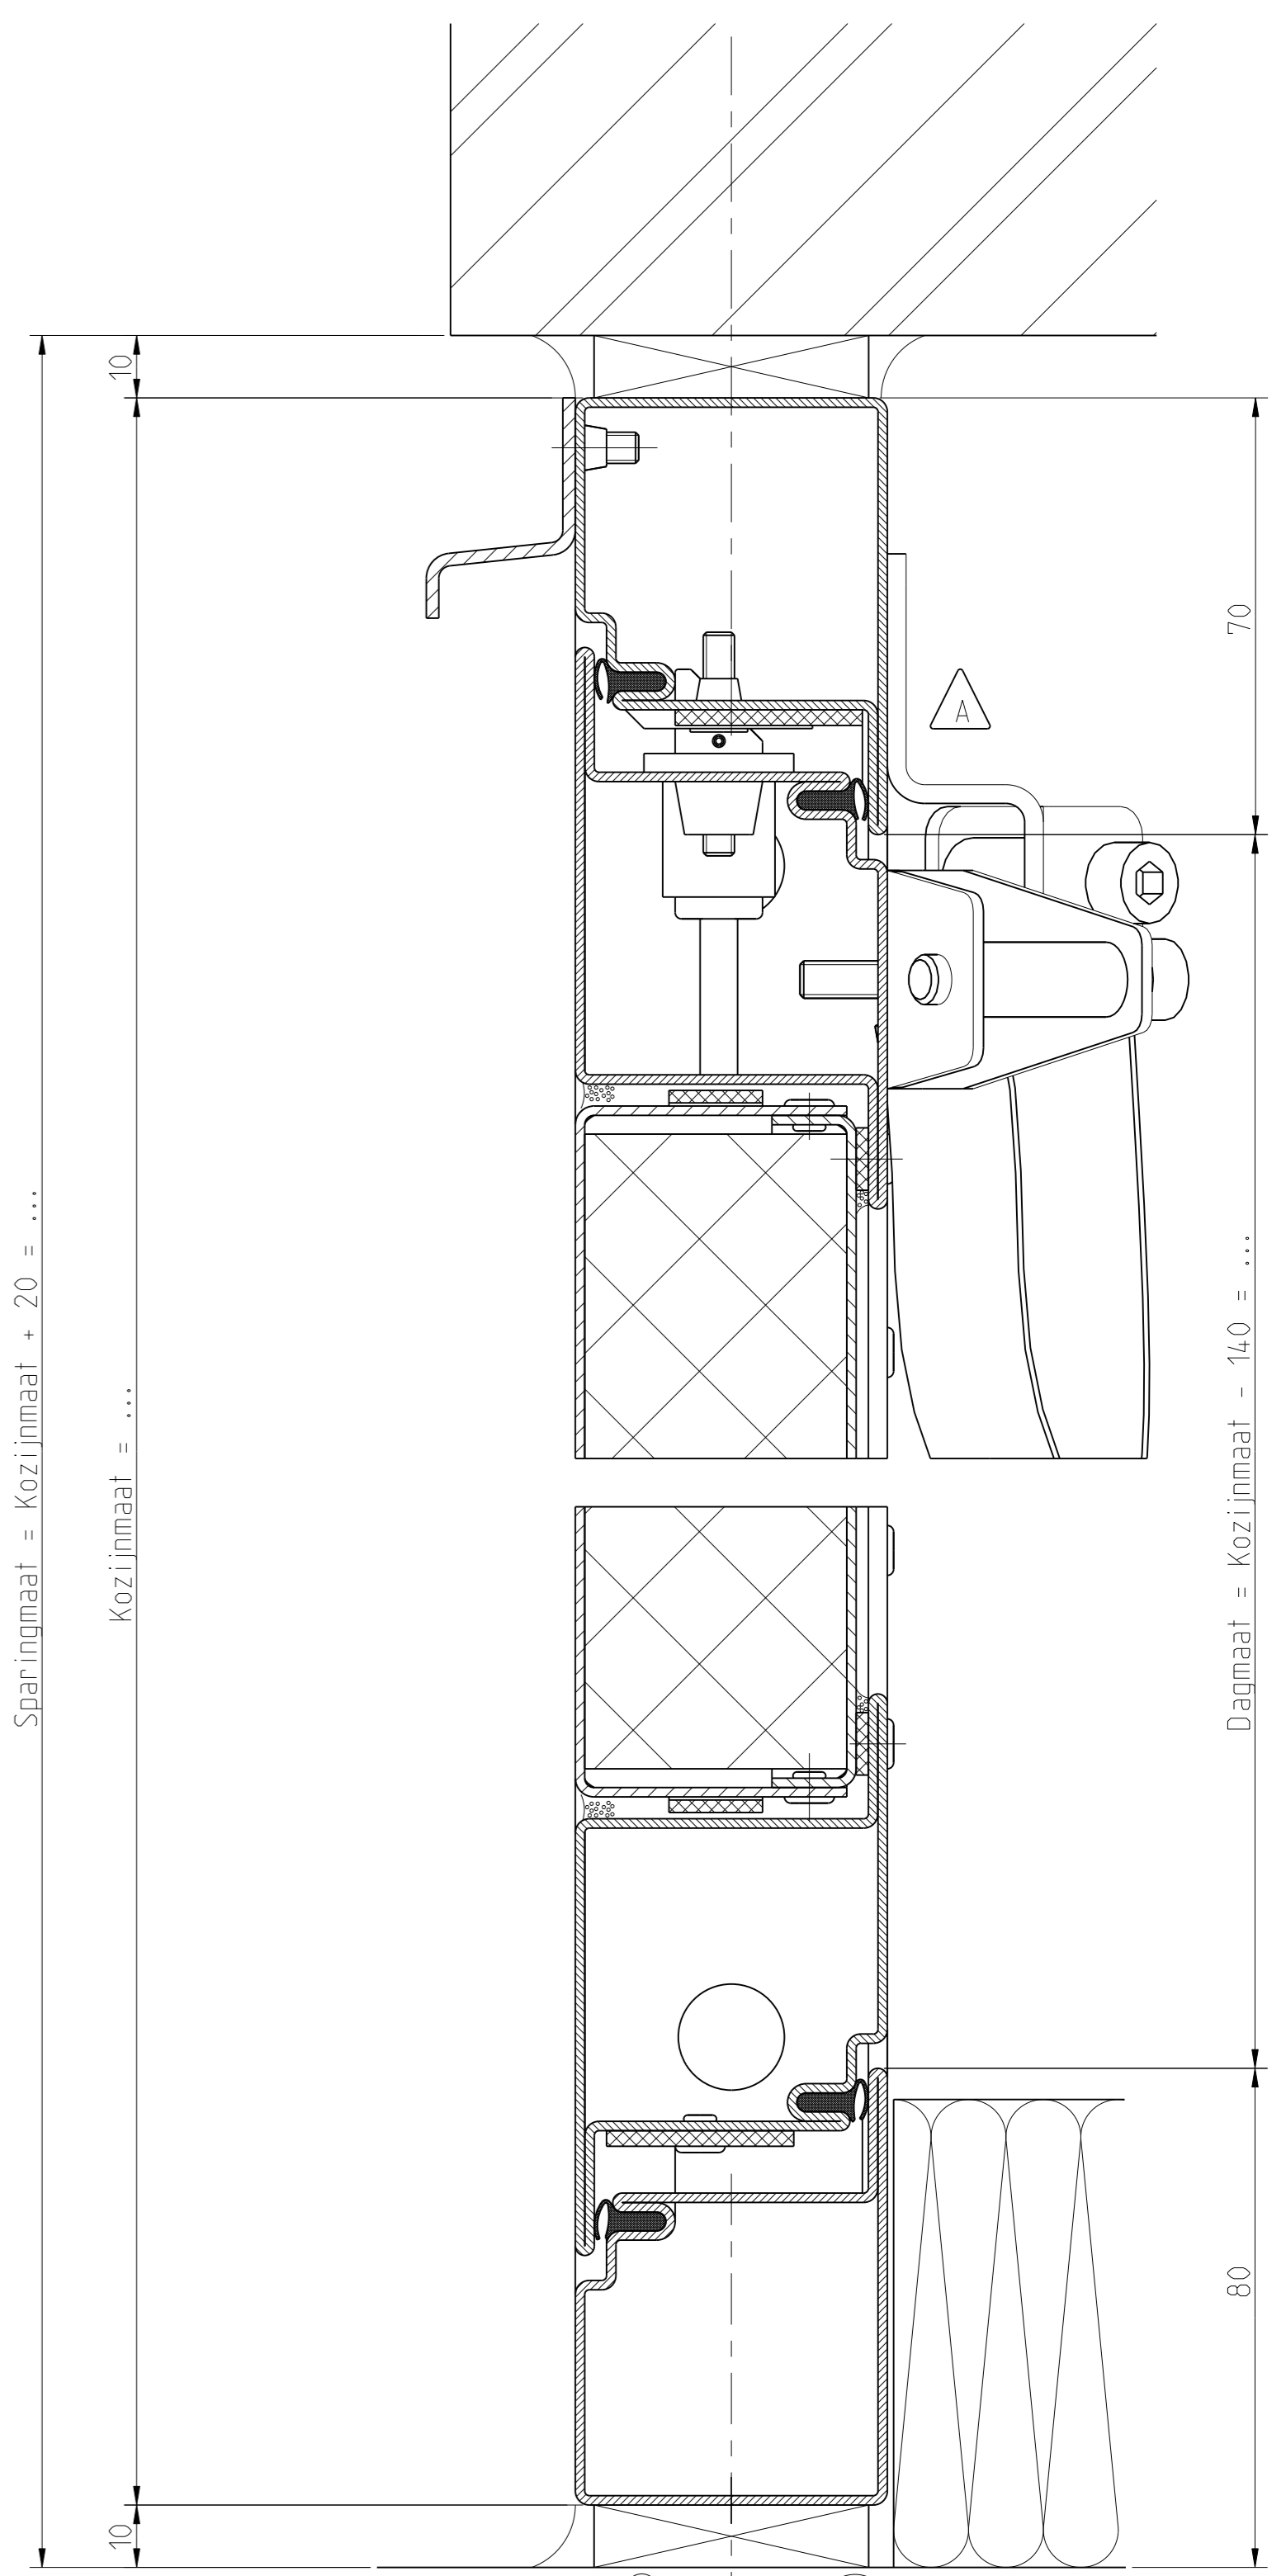 Sparingmaat = Kozijnmaat + 20 = ...
10
Kozijnmaat = ...
10
70
A
Dagmaat = Kozijnmaat - 140 = ...
80